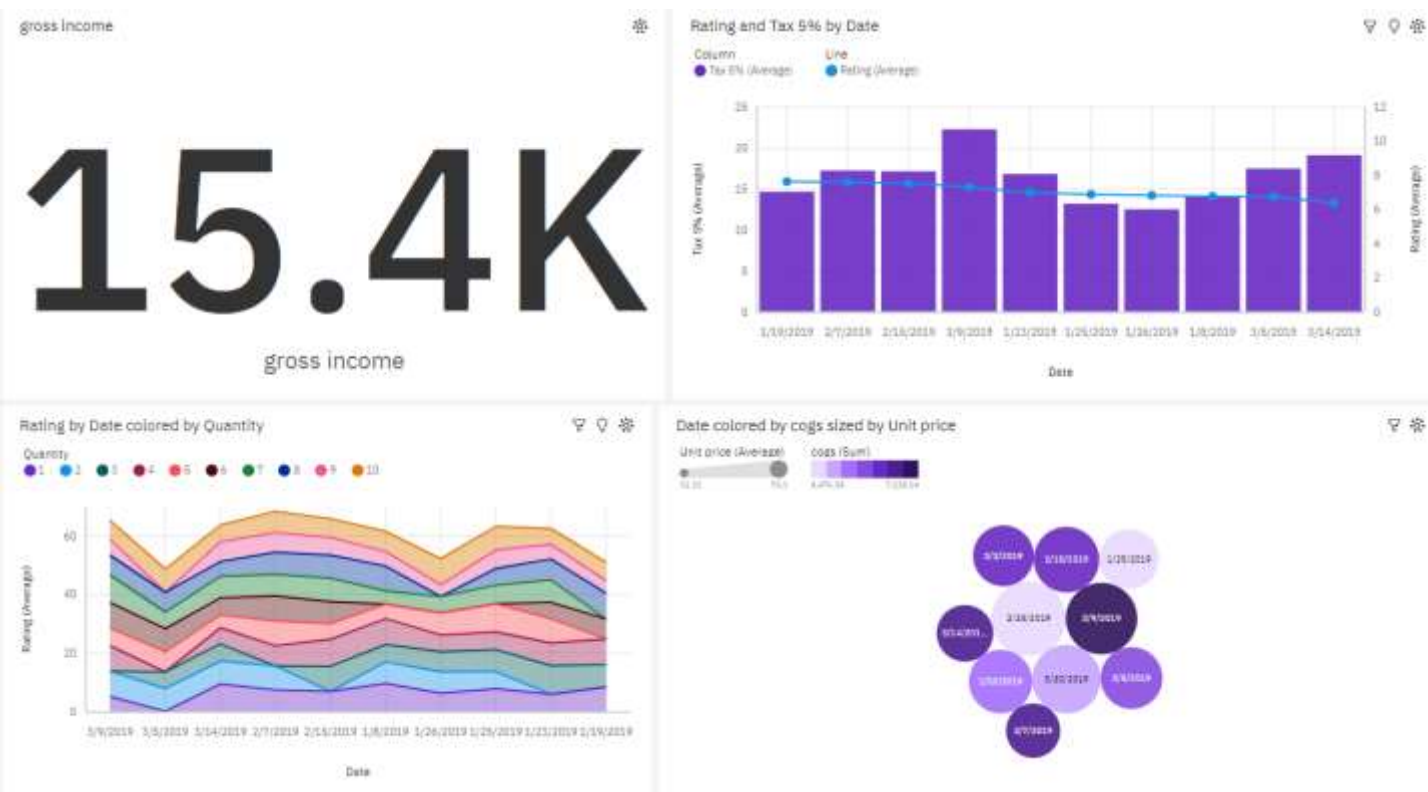 gross income
15.4K
gross income
Rating and Tax 5% by Date
Column Line
Tax 5% (Average) Rating (Average)
25 12
20 10
15 8
10 6
5 4
0 2
0
Tax 5% (Average)
Rating (Average)
1/19/2019 2/7/2019 2/15/2019 3/9/2019 1/23/2019 1/25/2019 1/26/2019 1/8/2019 3/5/2019 3/14/2019
Date
Rating by Date colored by Quantity
Quantity
1 2 3 4 5 6 7 8 9 10
60
40
20
0
Rating (Average)
3/9/2019 3/5/2019 3/14/2019 2/7/2019 2/15/2019 1/8/2019 1/26/2019 1/25/2019 1/23/2019 1/19/2019
Date
Date colored by cogs sized by Unit price
Unit price (Average) cogs (Sum)
3/9/2019
2/7/2019